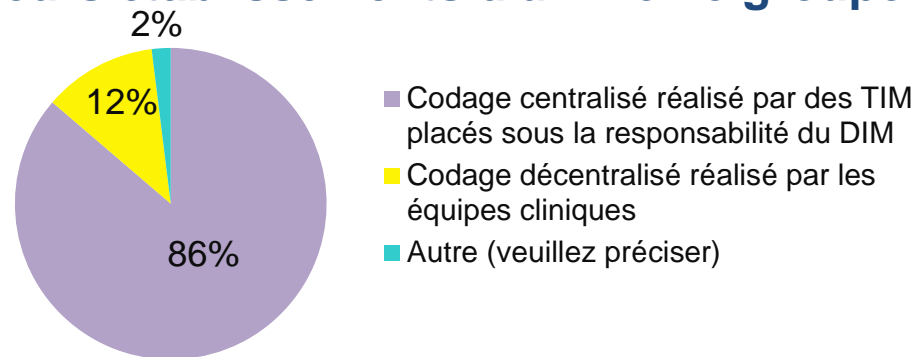 2%
12%
86%
Codage centralisé réalisé par des TIM
placés sous la responsabilité du DIM
Codage décentralisé réalisé par les
équipes cliniques
Autre (veuillez préciser)